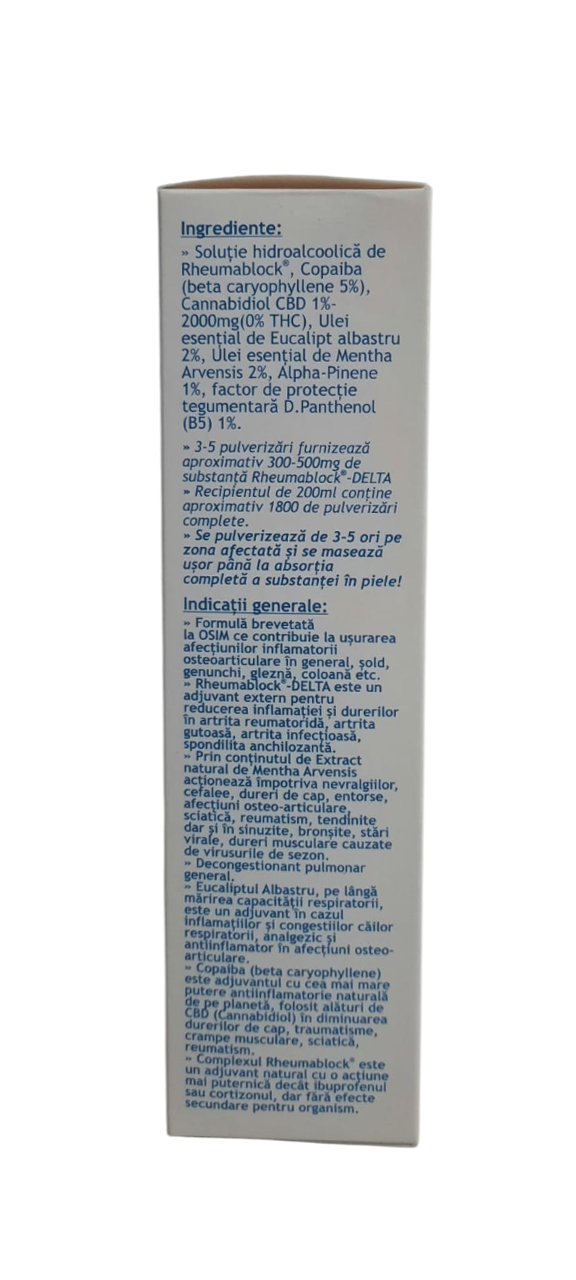 Ingrediente:
» Soluție hidroalcoolică de
Rheumablock®, Copaiba
(beta caryophyllene 5%),
Cannabidiol CBD 1%-
2000mg(0% THC), Ulei
esențial de Eucalipt albastru
2%, Ulei esențial de Mentha
Arvensis 2%, Alpha-Pinene
1%, factor de protecție
tegumentară D.Panthenol
(B5) 1%.
» 3-5 pulverizări furnizează
aproximativ 300-500mg de
substanță Rheumablock®-DELTA
» Recipientul de 200ml conține
aproximativ 1800 de pulverizări
complete.
» Se pulverizează de 3-5 ori pe
zona afectată și se masează
ușor până la absorția
completă a substanței în piele!
Indicații generale:
» Formulă brevetată
la OSIM ce contribuie la ușurarea
afecțiunilor inflamatorii
osteoarticulare în general, șold,
genunchi, gleznă, coloană etc.
» Rheumablock®-DELTA este un
adjuvant extern pentru
reducerea inflamației și durerilor
în artrita reumatoridă, artrita
gutoasă, artrita infecțioasă,
spondilita anchilozantă.
» Prin conținutul de Extract
natural de Mentha Arvensis
acționează împotriva nevralgiilor,
cefalee, dureri de cap, entorse,
afecțiuni osteo-articulare,
sciatică, reumatism, tendinite
dar și în sinuzite, bronșite, stări
virale, dureri musculare cauzate
de virusurile de sezon.
» Decongestionant pulmonar
general.
» Eucaliptul Albastru, pe lângă
mărirea capacității respiratorii,
este un adjuvant în cazul
inflamațiilor și congestiilor căilor
respiratorii, analgezic și
antiinflamator în afecțiuni osteo-
articulare.
» Copaiba (beta caryophyllene)
este adjuvantul cu cea mai mare
putere antiinflamatorie naturală
de pe planetă, folosit alături de
CBD (Cannabidiol) în diminuarea
durerilor de cap, traumatisme,
crampe musculare, sciatică,
reumatism.
» Complexul Rheumablock® este
un adjuvant natural cu o acțiune
mai puternică decât ibuprofenul
sau cortizonul, dar fără efecte
secundare pentru organism.